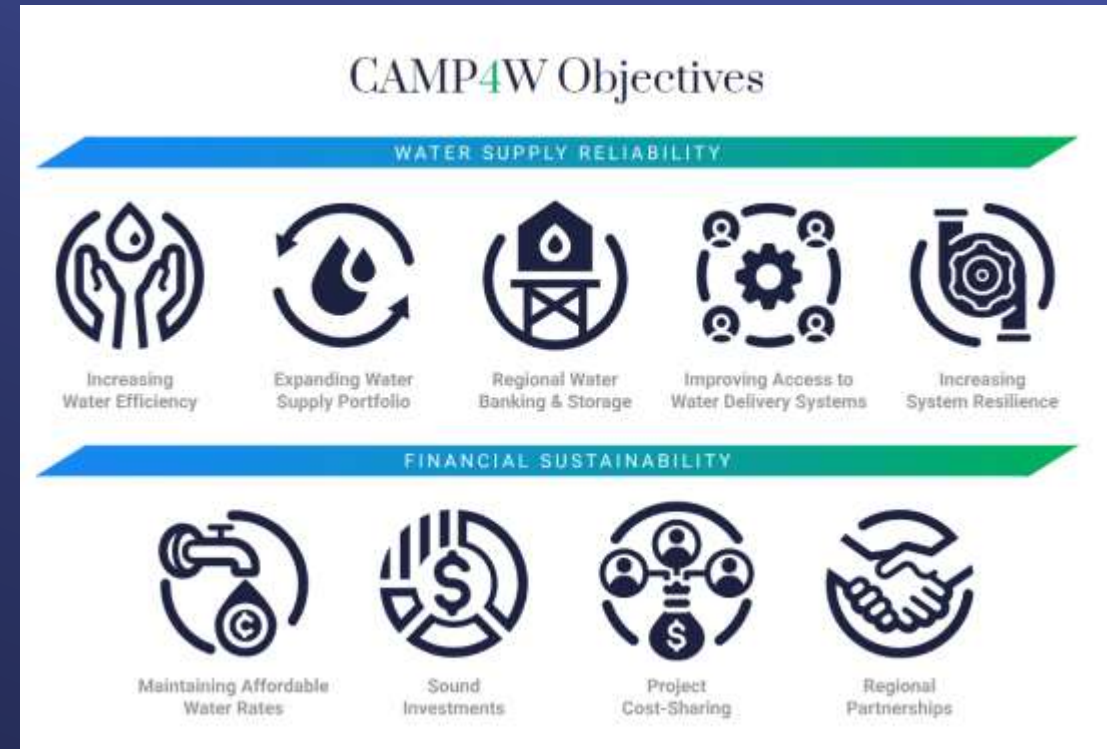 CAMP4W Objectives
WATER SUPPLY RELIABILITY
Increasing
Water Efficiency
Expanding Water
Supply Portfolio
Regional Water
Banking & Storage
Improving Access to
Water Delivery Systems
Increasing
System Resilience
FINANCIAL SUSTAINABILITY
¢
Maintaining Affordable
Water Rates
$
Sound
Investments
$
Project
Cost-Sharing
Regional
Partnerships